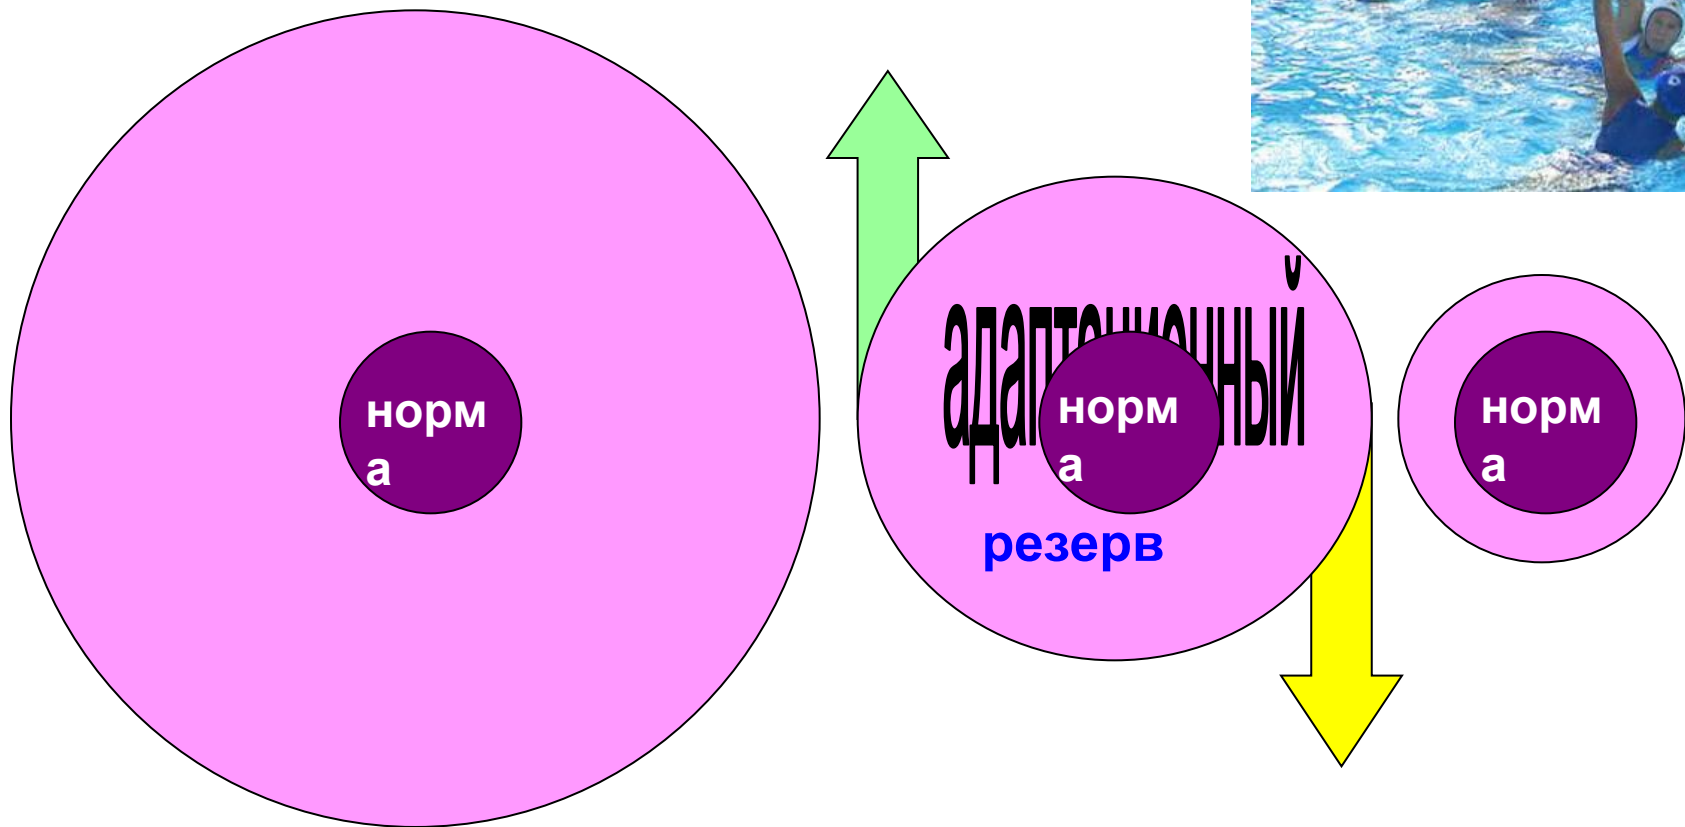 норм
а
адаптационный
норм
а
резерв
норм
а